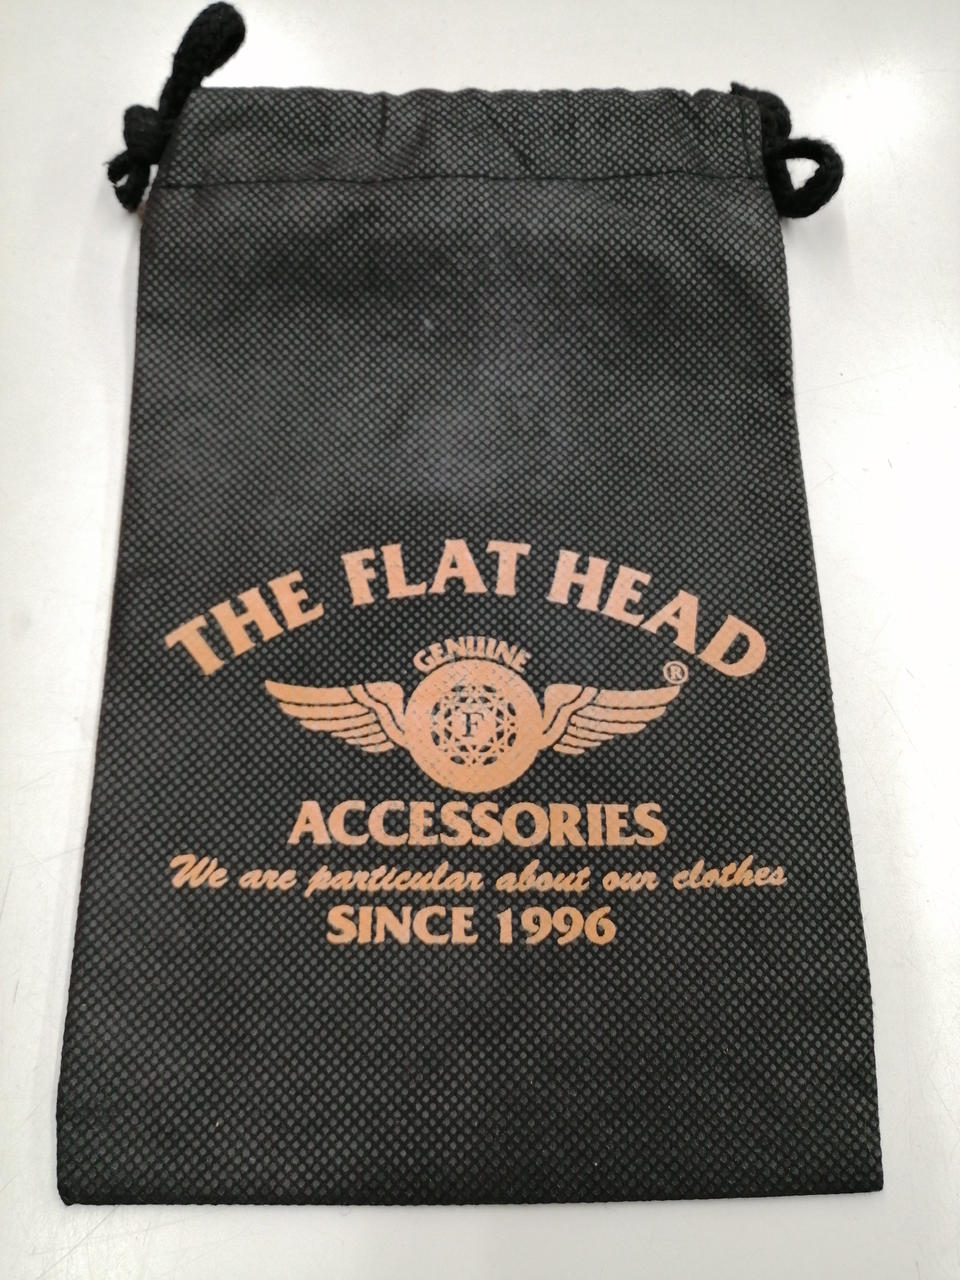 THE FLAT HEAD
GENUINE
®
F
ACCESSORIES
We are particular about our clothes
SINCE 1996